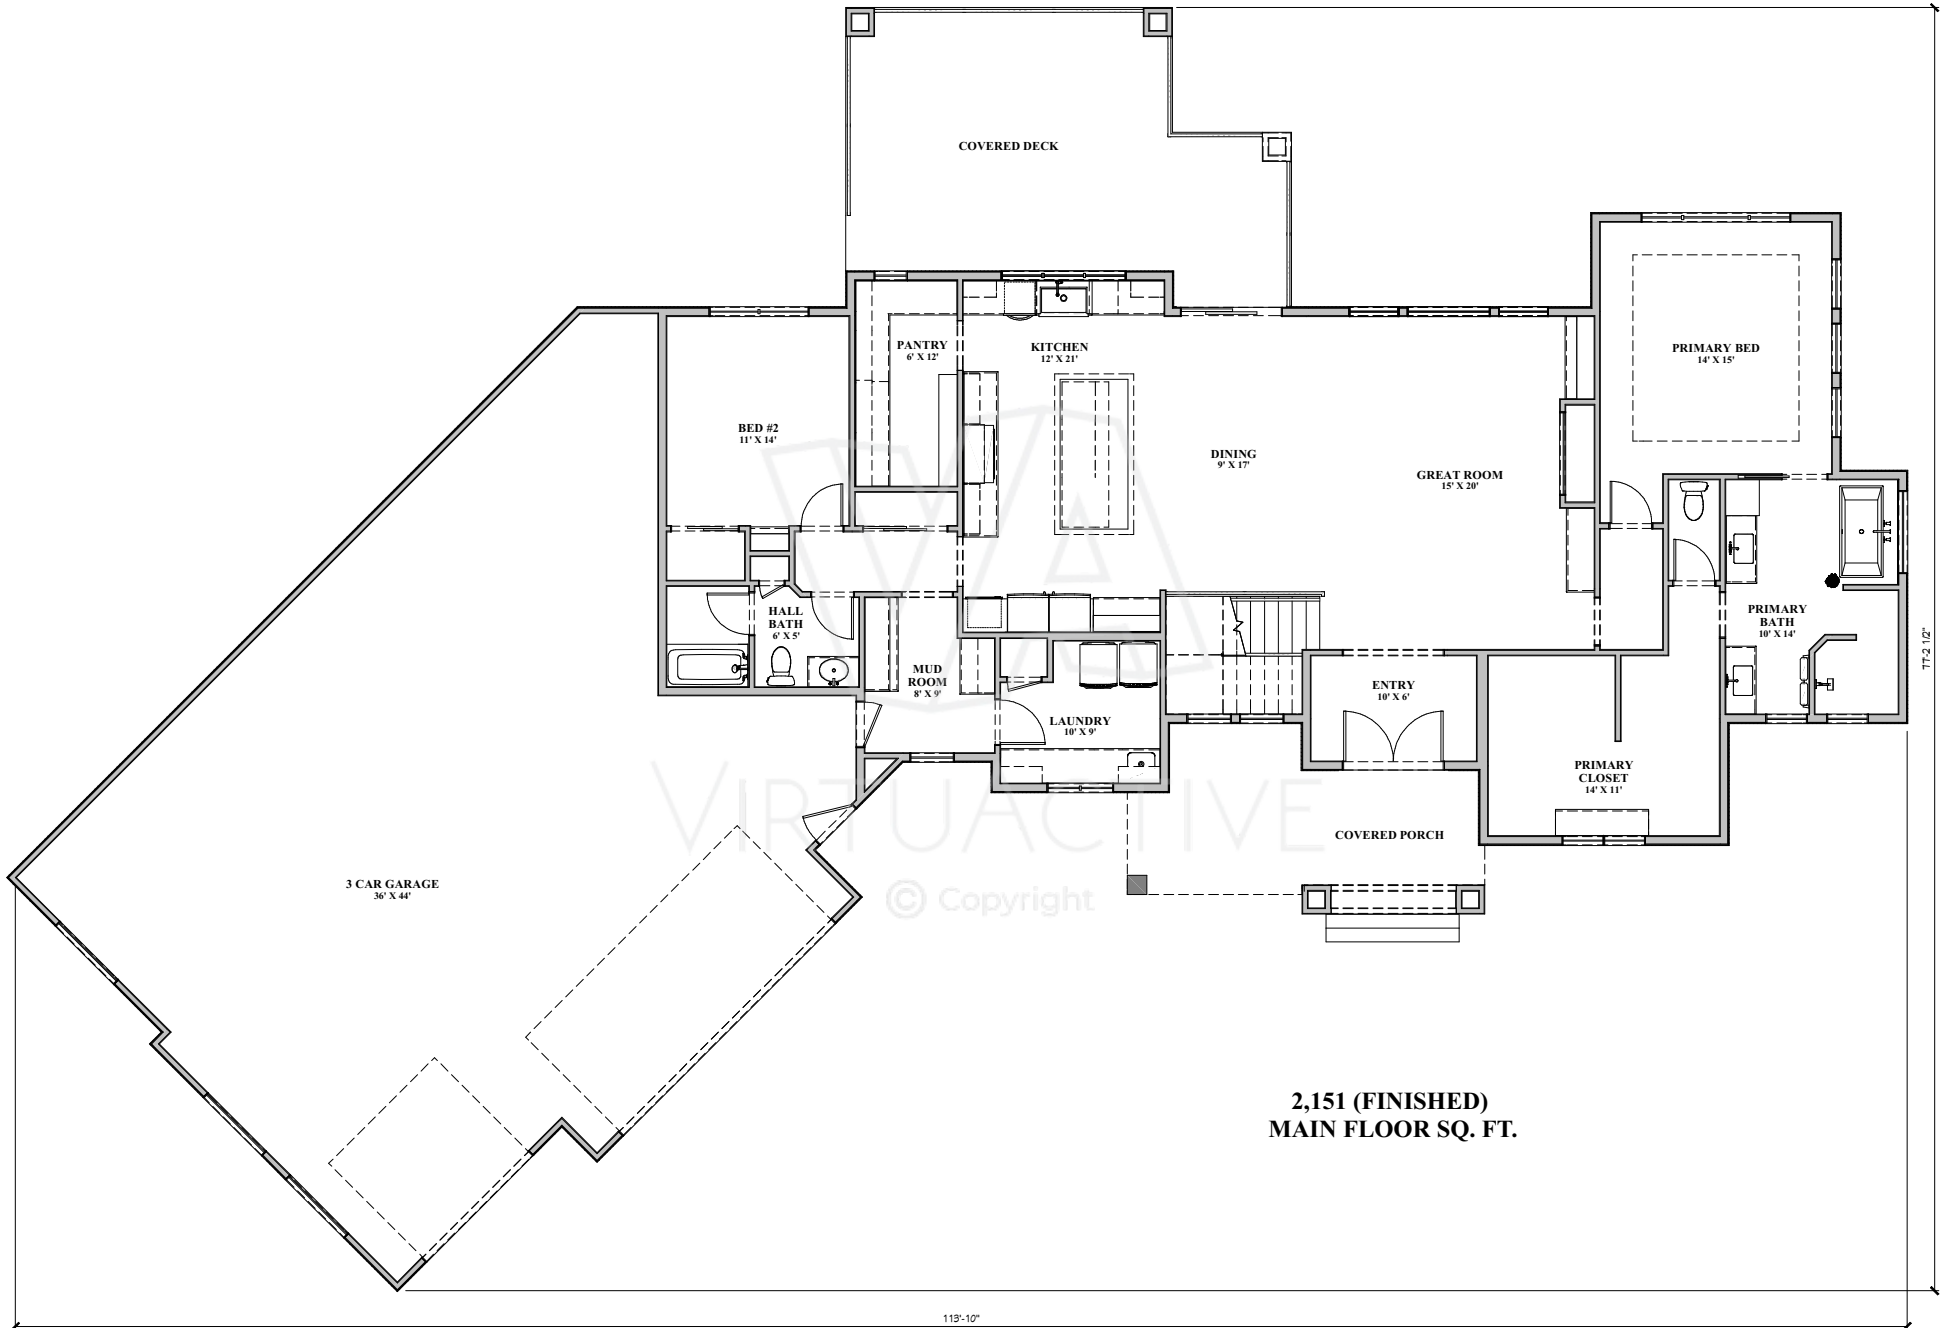 COVERED DECK
PANTRY
6' X 12'
KITCHEN
12' X 21'
PRIMARY BED
14' X 15'
BED #2
11' X 14'
DINING
9' X 17'
GREAT ROOM
15' X 20'
HALL
BATH
6' X 5'
PRIMARY
BATH
10' X 14'
77'-2 1/2"
MUD
ROOM
8' X 9'
ENTRY
10' X 6'
LAUNDRY
10' X 9'
PRIMARY
CLOSET
14' X 11'
VA
VIRTUACTIVE
© Copyright
COVERED PORCH
3 CAR GARAGE
36' X 44'
2,151 (FINISHED)
MAIN FLOOR SQ. FT.
113'-10"